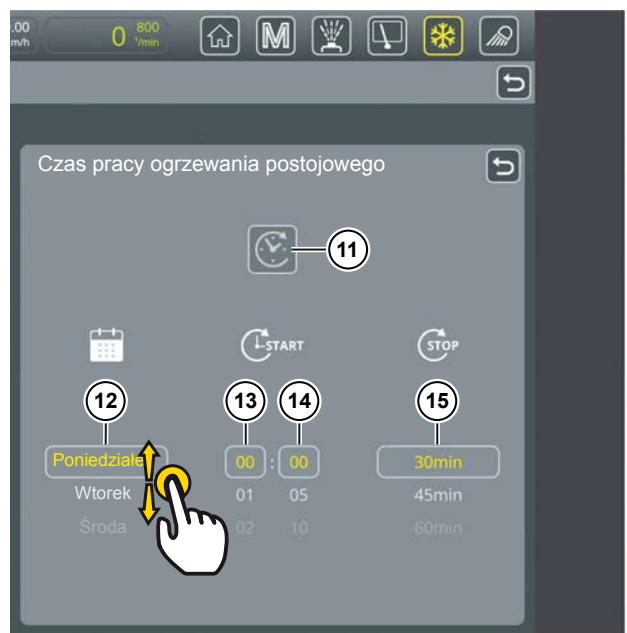 .00 m/h 0 800 1/min M
Czas pracy ogrzewania postojowego
11
START STOP
12 13 14 15
Poniedziałek 00 : 00 30min
Wtorek 01 05 45min
Środa 02 10 60min